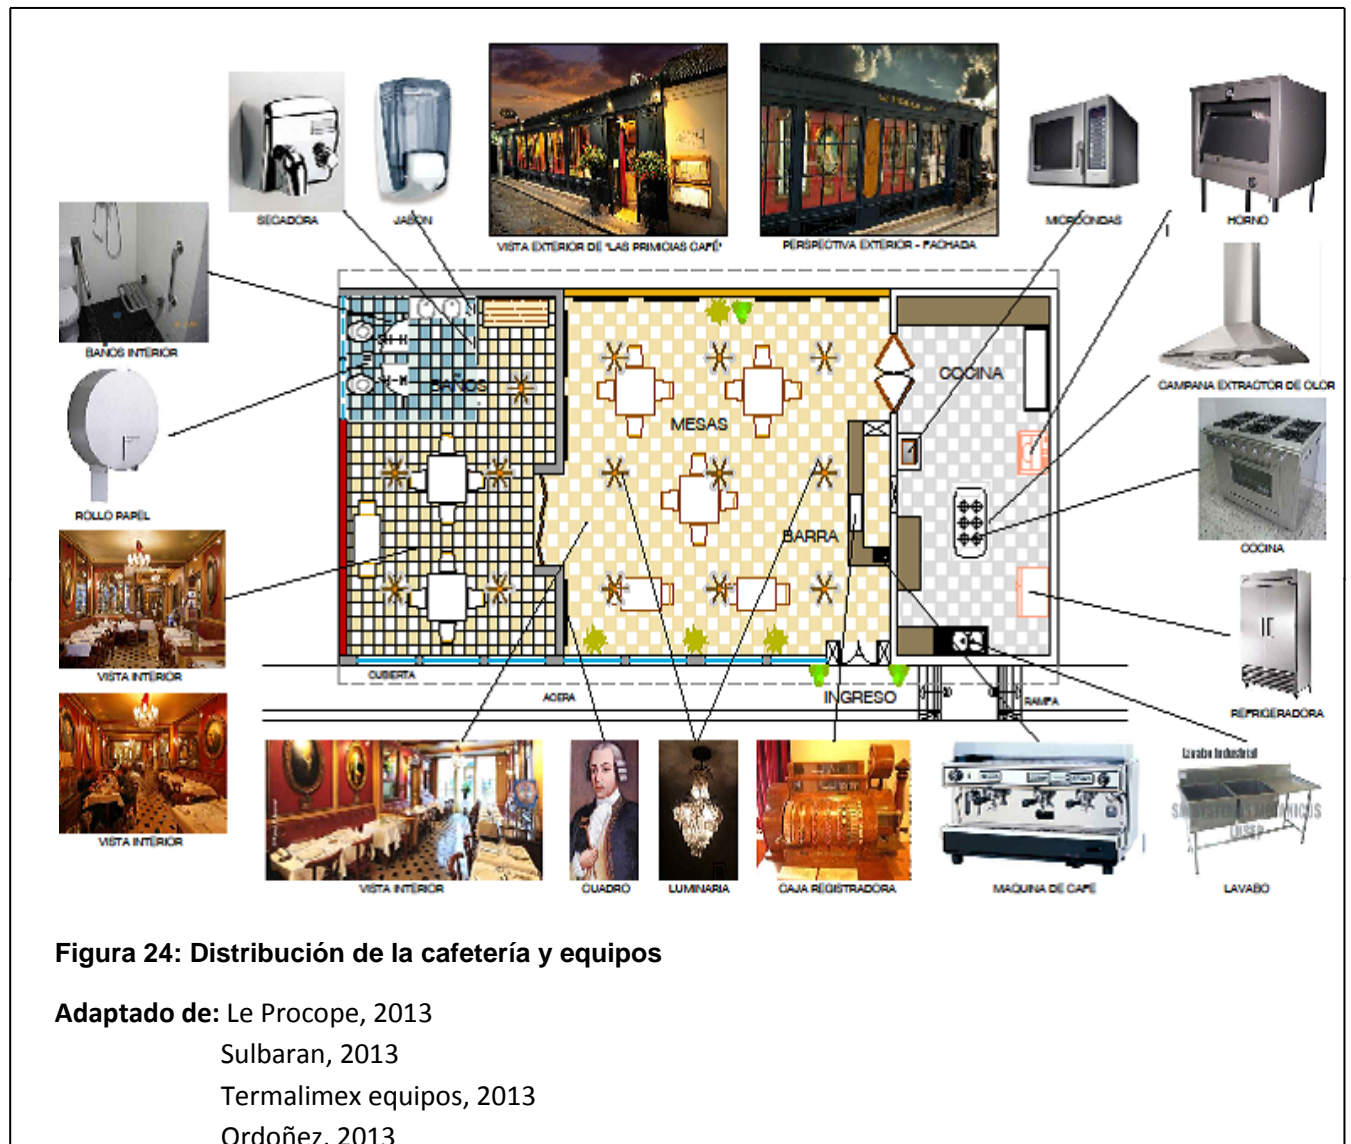 SECADORA
JABON
VISTA EXTERIOR DE "LAS PRIMICIAS CAFÉ"
PERSPECTIVA EXTERIOR - FACHADA
MICROONDAS
HORNO
BAÑOS INTERIOR
CAMPANA EXTRACTOR DE OLOR
BAÑOS
COCINA
MESAS
ROLLO PAPEL
BARRA
COCINA
VISTA INTERIOR
CUBIERTA
ACERA
INGRESO
RAMPA
REFRIGERADORA
Lavabo Industrial
VISTA INTERIOR
VISTA INTERIOR
CUADRO
LUMINARIA
CAJA REGISTRADORA
MAQUINA DE CAFÉ
LAVABO
Figura 24: Distribución de la cafetería y equipos
Adaptado de: Le Procope, 2013
Sulbaran, 2013
Termalimex equipos, 2013
Ordoñez, 2013